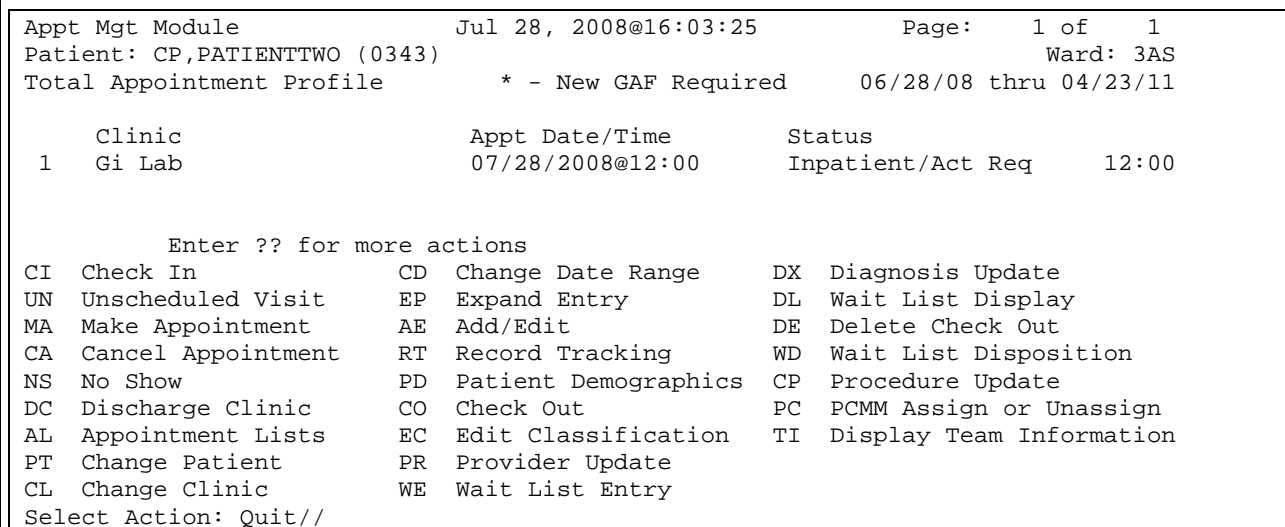 Appt Mgt Module                Jul 28, 2008@16:03:25          Page:    1 of    1
Patient: CP,PATIENTTWO (0343)                                          Ward: 3AS
Total Appointment Profile        * - New GAF Required     06/28/08 thru 04/23/11
     Clinic                      Appt Date/Time       Status
 1   Gi Lab                      07/28/2008@12:00     Inpatient/Act Req    12:00
          Enter ?? for more actions
CI  Check In              CD  Change Date Range     DX  Diagnosis Update
UN  Unscheduled Visit     EP  Expand Entry          DL  Wait List Display
MA  Make Appointment      AE  Add/Edit              DE  Delete Check Out
CA  Cancel Appointment    RT  Record Tracking       WD  Wait List Disposition
NS  No Show               PD  Patient Demographics  CP  Procedure Update
DC  Discharge Clinic      CO  Check Out             PC  PCMM Assign or Unassign
AL  Appointment Lists     EC  Edit Classification   TI  Display Team Information
PT  Change Patient        PR  Provider Update
CL  Change Clinic         WE  Wait List Entry
Select Action: Quit//